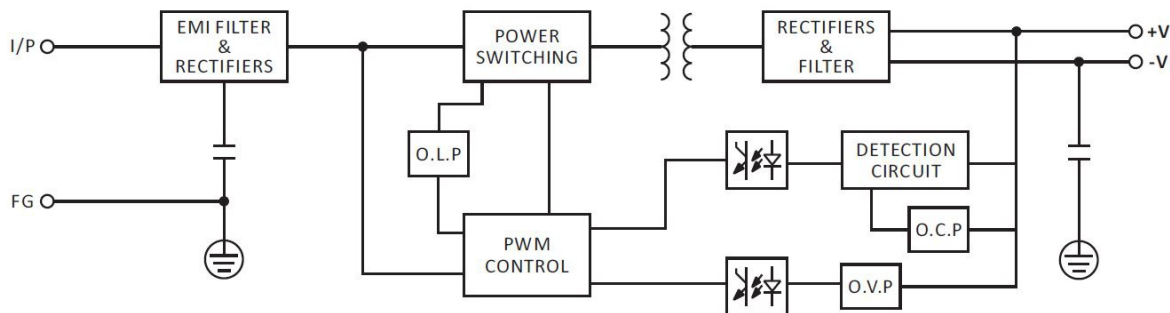 I/P
EMI FILTER
&
RECTIFIERS
POWER
SWITCHING
RECTIFIERS
&
FILTER
+V
-V
O.L.P
DETECTION
CIRCUIT
FG
O.C.P
PWM
CONTROL
O.V.P